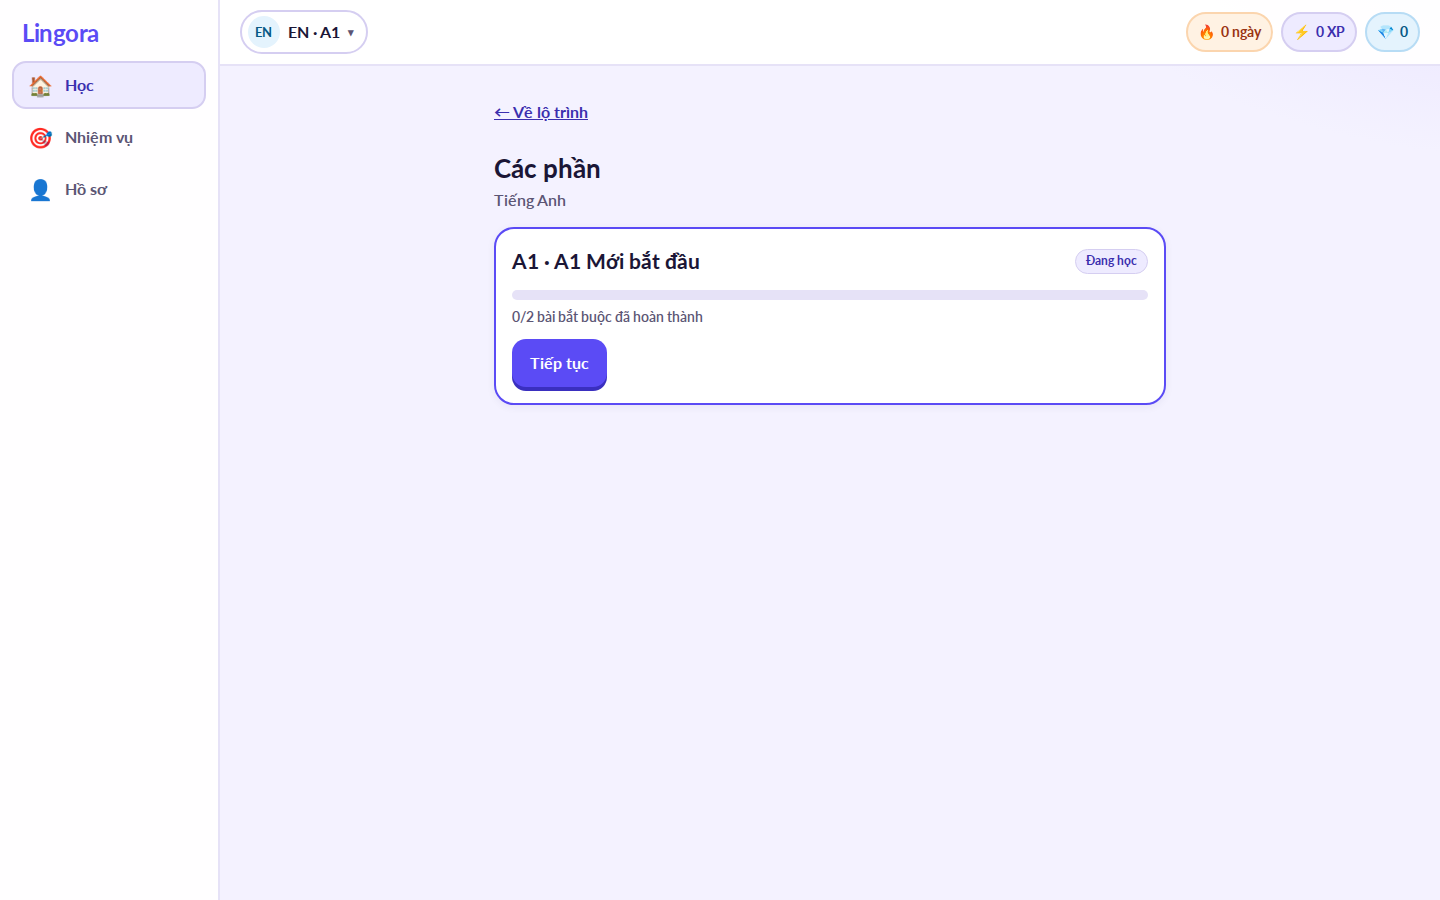 Lingora
Học
Nhiệm vụ
Hồ sơ
EN EN · A1 ▾
0 ngày
0 XP
0
← Về lộ trình
Các phần
Tiếng Anh
A1 · A1 Mới bắt đầu
Đang học
0/2 bài bắt buộc đã hoàn thành
Tiếp tục